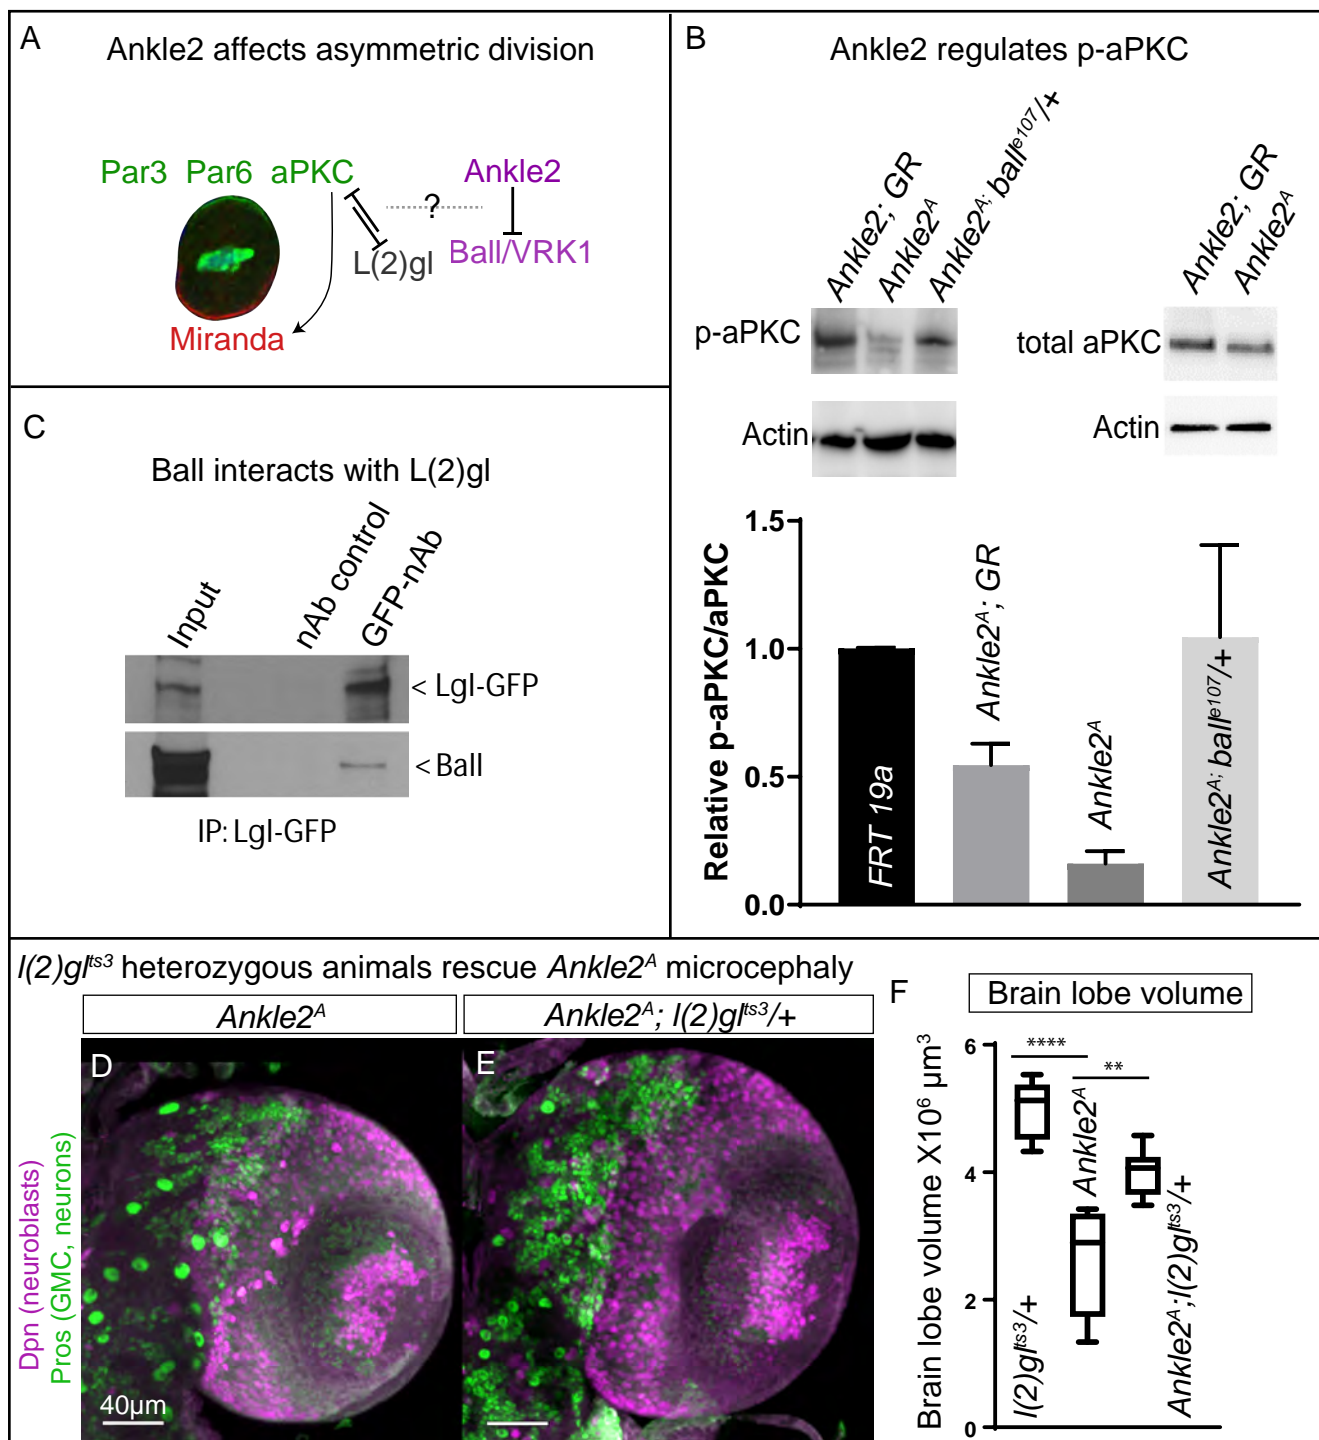 A
Ankle2 affects asymmetric division
Par3 Par6 aPKC
Ankle2
?
L(2)gl
Ball/VRK1
Miranda
B
Ankle2 regulates p-aPKC
Ankle2; GR
Ankle2A
Ankle2A; balle107/+
p-aPKC
Actin
Ankle2; GR
Ankle2A
total aPKC
Actin
Relative p-aPKC/aPKC
1.5
1.0
0.5
0.0
FRT 19a
Ankle2A; GR
Ankle2A
Ankle2A; balle107/+
C
Ball interacts with L(2)gl
Input
nAb control
GFP-nAb
< Lgl-GFP
< Ball
IP: Lgl-GFP
l(2)glts3 heterozygous animals rescue Ankle2A microcephaly
Ankle2A
Ankle2A; l(2)glts3/+
D
E
Dpn (neuroblasts)
Pros (GMC, neurons)
40µm
F
Brain lobe volume
Brain lobe volume X10⁶ µm³
6
4
2
0
****
**
l(2)glts3/+
Ankle2A
Ankle2A;l(2)glts3/+